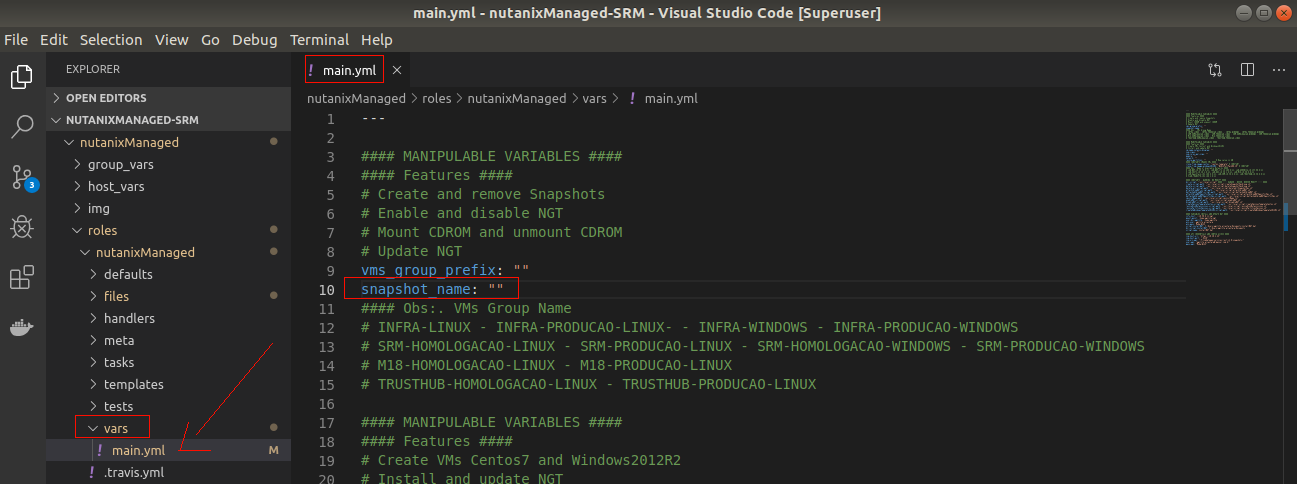 main.yml - nutanixManaged-SRM - Visual Studio Code [Superuser]
File Edit Selection View Go Debug Terminal Help
EXPLORER
OPEN EDITORS
NUTANIXMANAGED-SRM
nutanixManaged
group_vars
host_vars
img
roles
nutanixManaged
defaults
files
handlers
meta
tasks
templates
tests
vars
! main.yml M
! .travis.yml
3
! main.yml
nutanixManaged > roles > nutanixManaged > vars > ! main.yml
1 ---
2
3 #### MANIPULABLE VARIABLES ####
4 #### Features ####
5 # Create and remove Snapshots
6 # Enable and disable NGT
7 # Mount CDROM and unmount CDROM
8 # Update NGT
9 vms_group_prefix: ""
10 snapshot_name: ""
11 #### Obs:. VMs Group Name
12 # INFRA-LINUX - INFRA-PRODUCAO-LINUX- - INFRA-WINDOWS - INFRA-PRODUCAO-WINDOWS
13 # SRM-HOMOLOGACAO-LINUX - SRM-PRODUCAO-LINUX - SRM-HOMOLOGACAO-WINDOWS - SRM-PRODUCAO-WINDOWS
14 # M18-HOMOLOGACAO-LINUX - M18-PRODUCAO-LINUX
15 # TRUSTHUB-HOMOLOGACAO-LINUX - TRUSTHUB-PRODUCAO-LINUX
16
17 #### MANIPULABLE VARIABLES ####
18 #### Features ####
19 # Create VMs Centos7 and Windows2012R2
20 # Install and update NGT